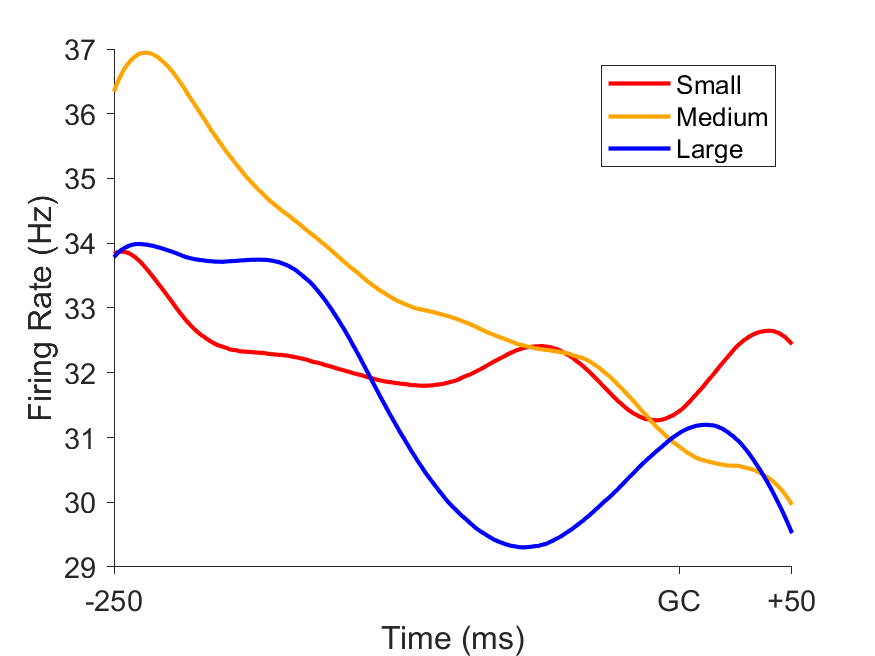 37
36
35
34
33
32
31
30
29
Firing Rate (Hz)
Small
Medium
Large
-250
GC
+50
Time (ms)